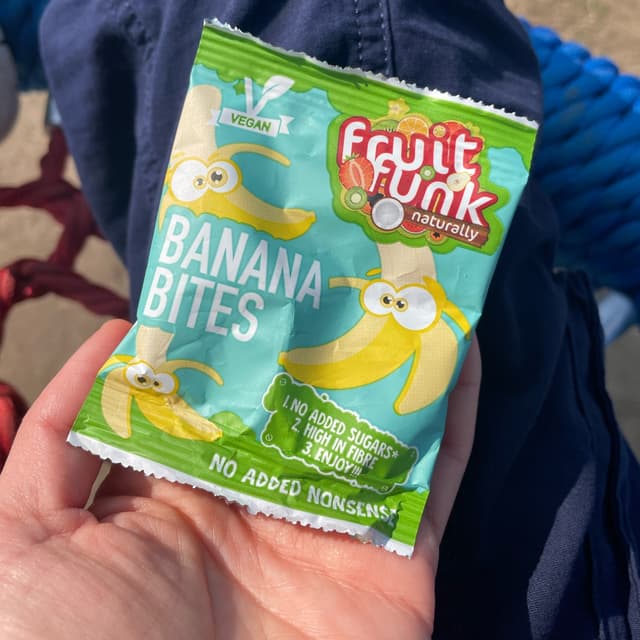 VEGAN
fruit
funk
naturally
BANANA
BITES
1.NO ADDED SUGARS*
2. HIGH IN FIBRE
3. ENJOY!!!
NO ADDED NONSENSE